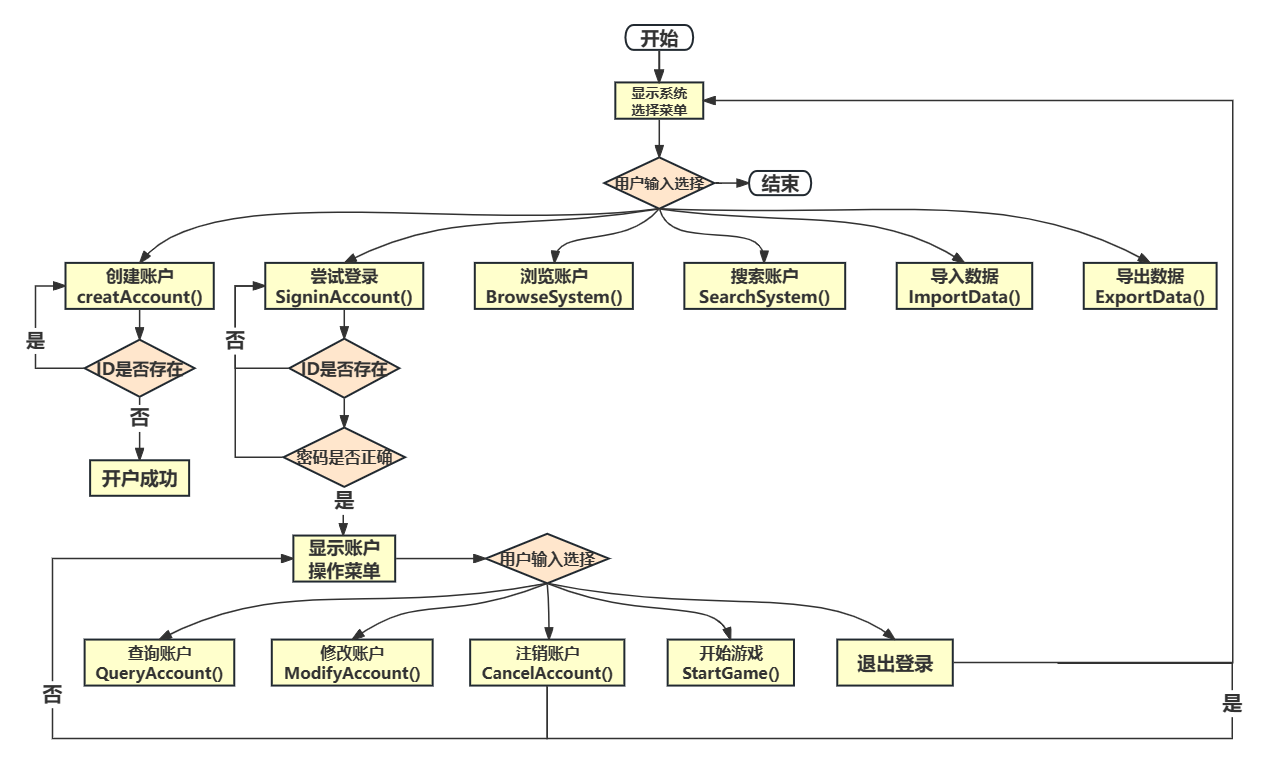 开始
显示系统
选择菜单
用户输入选择
结束
创建账户
creatAccount()
尝试登录
SigninAccount()
浏览账户
BrowseSystem()
搜索账户
SearchSystem()
导入数据
ImportData()
导出数据
ExportData()
是
否
ID是否存在
ID是否存在
否
密码是否正确
开户成功
是
显示账户
操作菜单
用户输入选择
查询账户
QueryAccount()
修改账户
ModifyAccount()
注销账户
CancelAccount()
开始游戏
StartGame()
退出登录
否
是